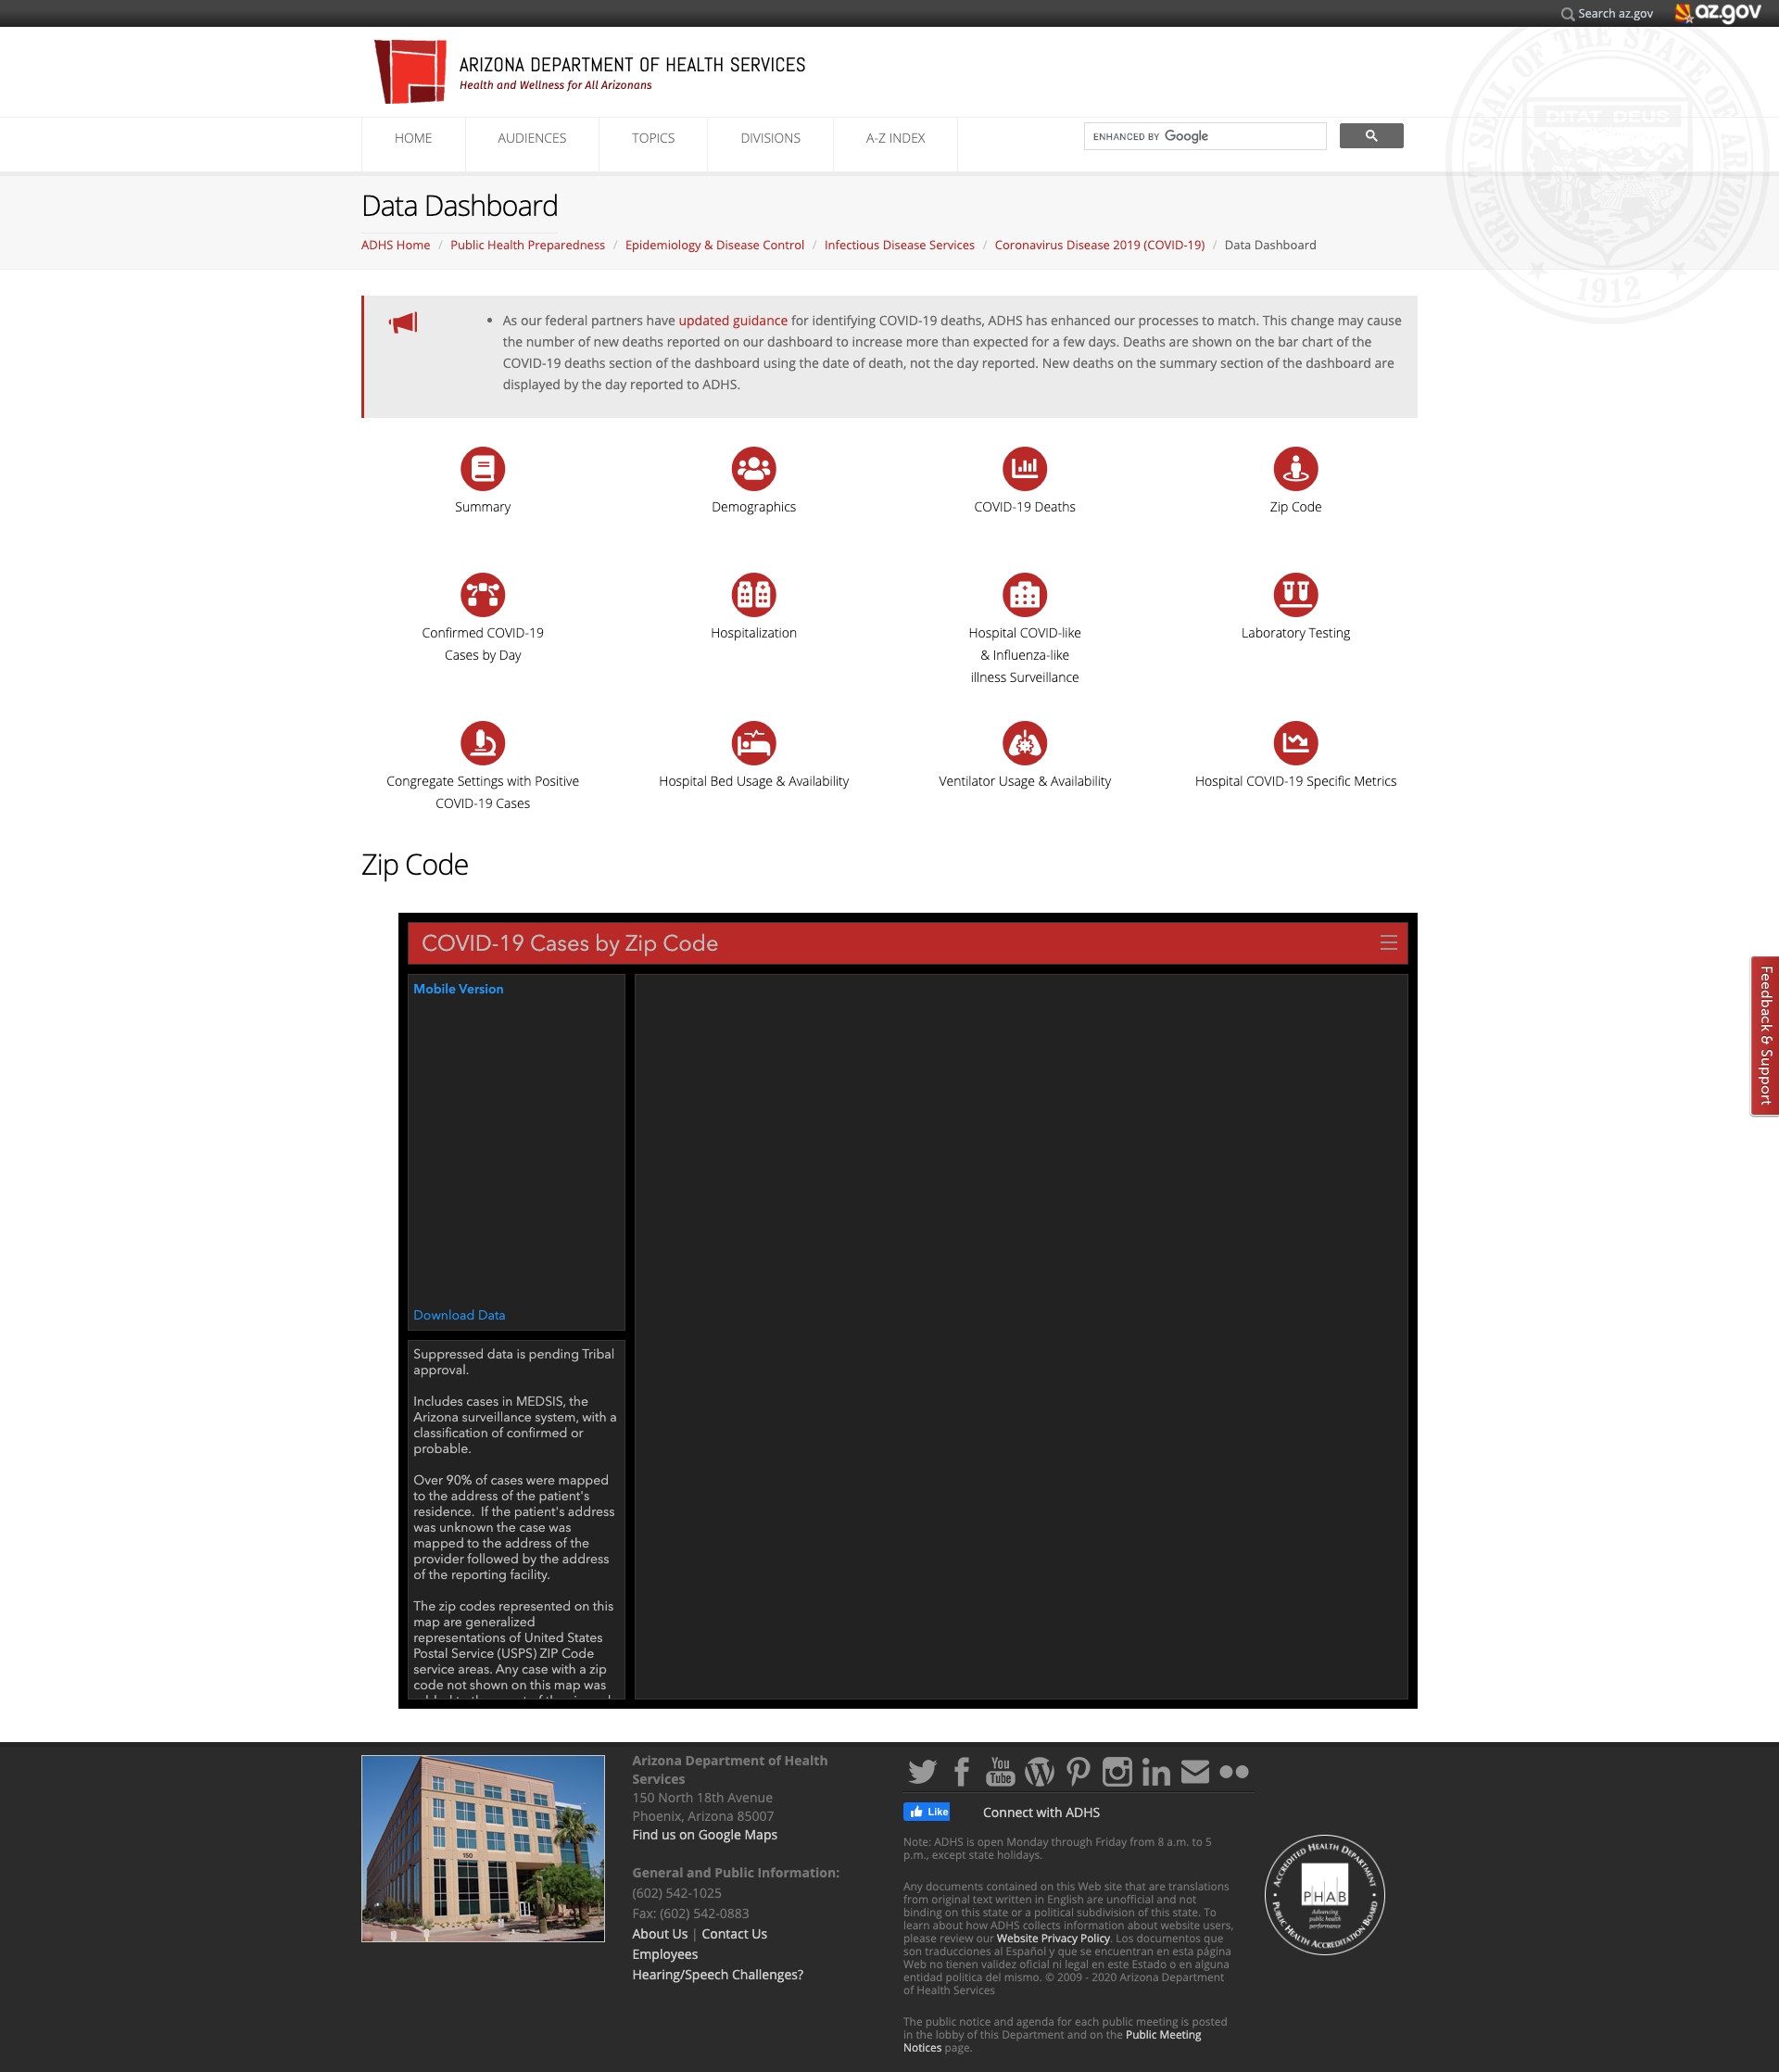 Search az.gov
az.gov
ARIZONA DEPARTMENT OF HEALTH SERVICES
Health and Wellness for All Arizonans
HOME
AUDIENCES
TOPICS
DIVISIONS
A-Z INDEX
ENHANCED BY Google
GREAT SEAL OF THE STATE OF ARIZONA
DITAT DEUS
1912
Data Dashboard
ADHS Home / Public Health Preparedness / Epidemiology & Disease Control / Infectious Disease Services / Coronavirus Disease 2019 (COVID-19) / Data Dashboard
• As our federal partners have updated guidance for identifying COVID-19 deaths, ADHS has enhanced our processes to match. This change may cause
the number of new deaths reported on our dashboard to increase more than expected for a few days. Deaths are shown on the bar chart of the
COVID-19 deaths section of the dashboard using the date of death, not the day reported. New deaths on the summary section of the dashboard are
displayed by the day reported to ADHS.
Summary
Demographics
COVID-19 Deaths
Zip Code
Confirmed COVID-19
Cases by Day
Hospitalization
Hospital COVID-like
& Influenza-like
illness Surveillance
Laboratory Testing
Congregate Settings with Positive
COVID-19 Cases
Hospital Bed Usage & Availability
Ventilator Usage & Availability
Hospital COVID-19 Specific Metrics
Zip Code
COVID-19 Cases by Zip Code
Mobile Version
Download Data
Suppressed data is pending Tribal
approval.
Includes cases in MEDSIS, the
Arizona surveillance system, with a
classification of confirmed or
probable.
Over 90% of cases were mapped
to the address of the patient's
residence. If the patient's address
was unknown the case was
mapped to the address of the
provider followed by the address
of the reporting facility.
The zip codes represented on this
map are generalized
representations of United States
Postal Service (USPS) ZIP Code
service areas. Any case with a zip
code not shown on this map was
Feedback & Support
150
Arizona Department of Health
Services
150 North 18th Avenue
Phoenix, Arizona 85007
Find us on Google Maps
General and Public Information:
(602) 542-1025
Fax: (602) 542-0883
About Us | Contact Us
Employees
Hearing/Speech Challenges?
You
Tube
Like
Connect with ADHS
Note: ADHS is open Monday through Friday from 8 a.m. to 5
p.m., except state holidays.
Any documents contained on this Web site that are translations
from original text written in English are unofficial and not
binding on this state or a political subdivision of this state. To
learn about how ADHS collects information about website users,
please review our Website Privacy Policy. Los documentos que
son traducciones al Español y que se encuentran en esta página
Web no tienen validez oficial ni legal en este Estado o en alguna
entidad política del mismo. © 2009 - 2020 Arizona Department
of Health Services
The public notice and agenda for each public meeting is posted
in the lobby of this Department and on the Public Meeting
Notices page.
ACCREDITED HEALTH DEPARTMENT
PHAB
Advancing
public health
performance
PUBLIC HEALTH ACCREDITATION BOARD